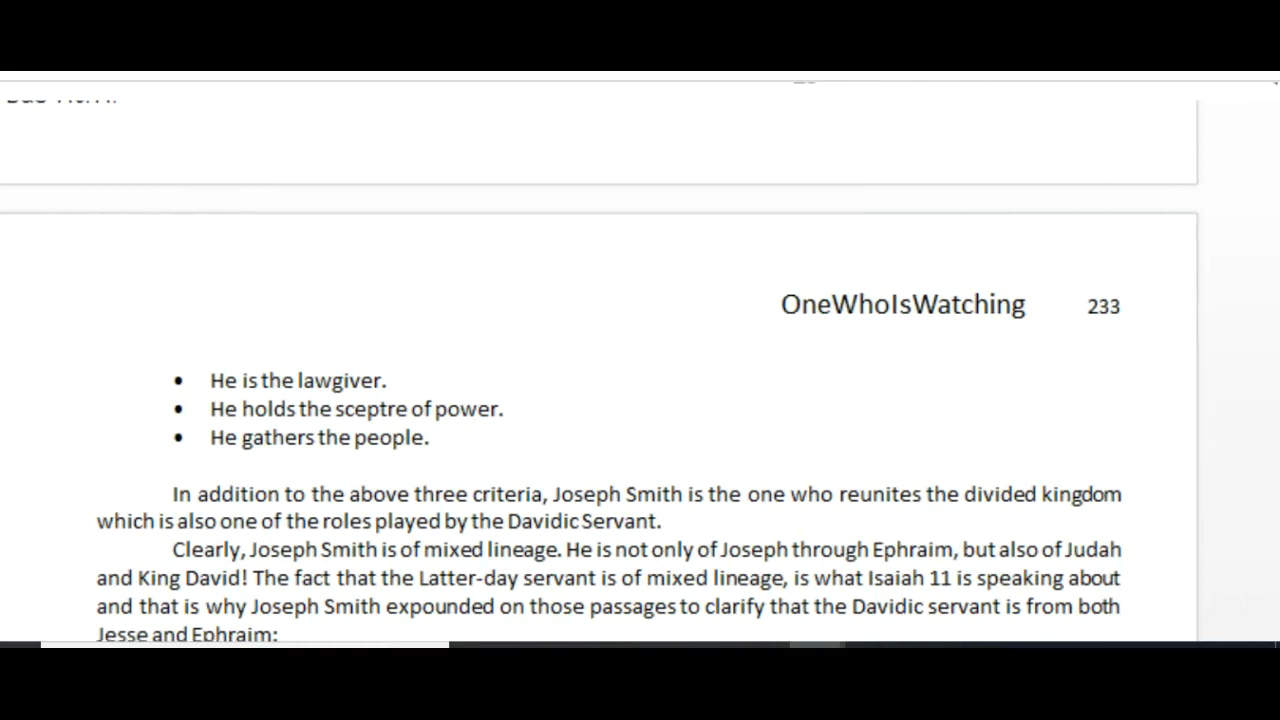 OneWhoIsWatching 233
• He is the lawgiver.
• He holds the sceptre of power.
• He gathers the people.
In addition to the above three criteria, Joseph Smith is the one who reunites the divided kingdom
which is also one of the roles played by the Davidic Servant.
Clearly, Joseph Smith is of mixed lineage. He is not only of Joseph through Ephraim, but also of Judah
and King David! The fact that the Latter-day servant is of mixed lineage, is what Isaiah 11 is speaking about
and that is why Joseph Smith expounded on those passages to clarify that the Davidic servant is from both
Jesse and Ephraim: